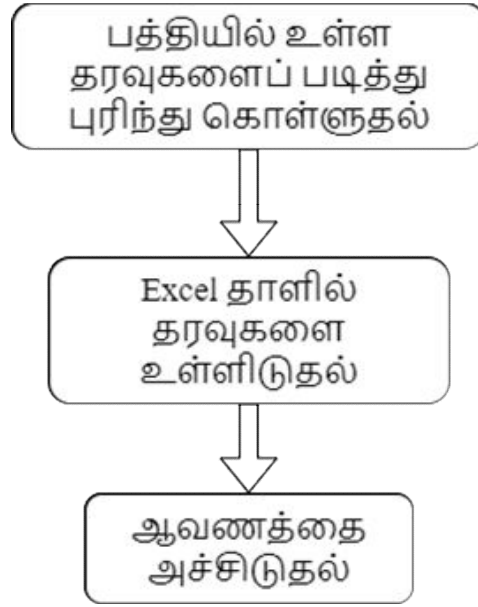 பத்தியில் உள்ள
தரவுகளைப் படித்து
புரிந்து கொள்ளுதல்
Excel தாளில்
தரவுகளை
உள்ளிடுதல்
ஆவணத்தை
அச்சிடுதல்